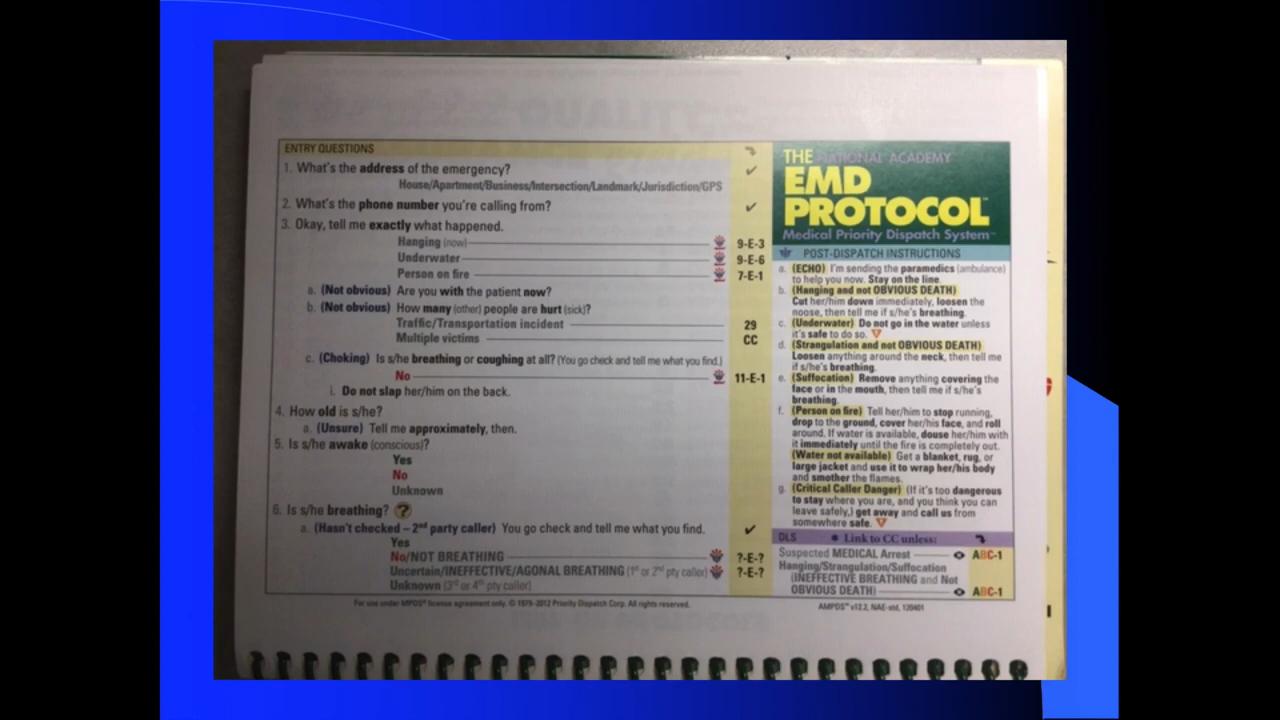 ENTRY QUESTIONS
1. What's the address of the emergency? ✓
House/Apartment/Business/Intersection/Landmark/Jurisdiction/GPS
2. What's the phone number you're calling from? ✓
3. Okay, tell me exactly what happened.
Hanging (now) 9-E-3
Underwater 9-E-6
Person on fire 7-E-1
a. (Not obvious) Are you with the patient now?
b. (Not obvious) How many (other) people are hurt (sick)?
Traffic/Transportation incident 29
Multiple victims CC
c. (Choking) Is s/he breathing or coughing at all? (You go check and tell me what you find.)
No 11-E-1
i. Do not slap her/him on the back.
4. How old is s/he?
a. (Unsure) Tell me approximately, then.
5. Is s/he awake (conscious)?
Yes
No
Unknown
6. Is s/he breathing? ?
a. (Hasn't checked – 2nd party caller) You go check and tell me what you find. ✓
Yes
No/NOT BREATHING ?-E-?
Uncertain/INEFFECTIVE/AGONAL BREATHING (1st or 2nd pty caller) ?-E-?
Unknown (3rd or 4th pty caller)
For use under MPDS® license agreement only. © 1979–2012 Priority Dispatch Corp. All rights reserved.
THE NATIONAL ACADEMY
EMD
PROTOCOL™
Medical Priority Dispatch System™
POST-DISPATCH INSTRUCTIONS
a. (ECHO) I'm sending the paramedics (ambulance)
to help you now. Stay on the line.
b. (Hanging and not OBVIOUS DEATH)
Cut her/him down immediately, loosen the
noose, then tell me if s/he's breathing.
c. (Underwater) Do not go in the water unless
it's safe to do so.
d. (Strangulation and not OBVIOUS DEATH)
Loosen anything around the neck, then tell me
if s/he's breathing.
e. (Suffocation) Remove anything covering the
face or in the mouth, then tell me if s/he's
breathing.
f. (Person on fire) Tell her/him to stop running,
drop to the ground, cover her/his face, and roll
around. If water is available, douse her/him with
it immediately until the fire is completely out.
(Water not available) Get a blanket, rug, or
large jacket and use it to wrap her/his body
and smother the flames.
g. (Critical Caller Danger) (If it's too dangerous
to stay where you are, and you think you can
leave safely,) get away and call us from
somewhere safe.
DLS * Link to CC unless:
Suspected MEDICAL Arrest ABC-1
Hanging/Strangulation/Suffocation
(INEFFECTIVE BREATHING and Not
OBVIOUS DEATH) ABC-1
AMPDS™ v12.2, NAE-std, 120401